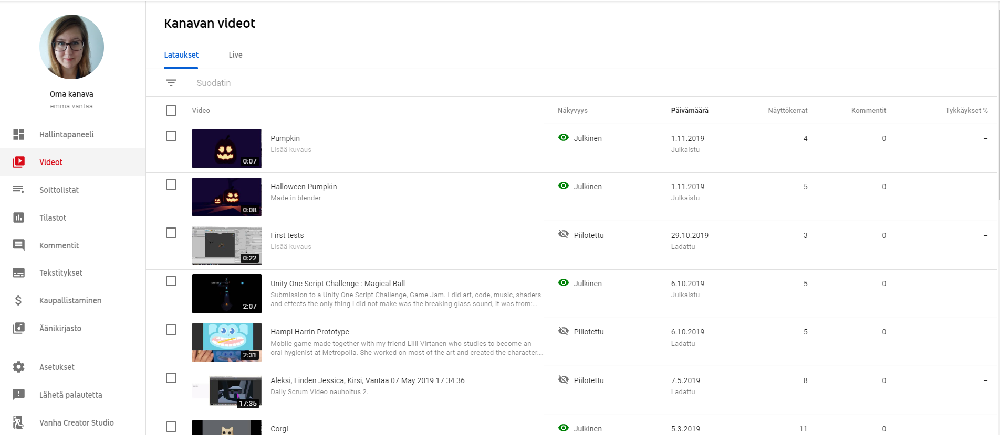 Oma kanava
emma vantaa
Hallintapaneeli
Videot
Soittolistat
Tilastot
Kommentit
Tekstitykset
Kaupallistaminen
Äänikirjasto
Asetukset
Lähetä palautetta
Vanha Creator Studio
Kanavan videot
Lataukset Live
Suodatin
Video Näkyvyys Päivämäärä Näyttökerrat Kommentit Tykkäykset %
Pumpkin Julkinen 1.11.2019 4 0 –
Lisää kuvaus Julkaistu
0:07
Halloween Pumpkin Julkinen 1.11.2019 5 0 –
Made in blender Julkaistu
0:08
First tests Piilotettu 29.10.2019 3 0 –
Lisää kuvaus Ladattu
0:22
Unity One Script Challenge : Magical Ball Julkinen 6.10.2019 5 0 –
Submission to a Unity One Script Challenge, Game Jam. I did art, code, music, shaders Julkaistu
and effects the only thing I did not make was the breaking glass sound, it was from:...
2:07
Hampi Harrin Prototype Piilotettu 6.10.2019 5 0 –
Mobile game made together with my friend Lilli Virtanen who studies to become an Ladattu
oral hygienist at Metropolia. She worked on most of the art and created the character....
2:31
Aleksi, Linden Jessica, Kirsi, Vantaa 07 May 2019 17 34 36 Piilotettu 7.5.2019 8 0 –
Daily Scrum Video nauhoitus 2. Ladattu
17:35
Corgi Julkinen 5.3.2019 11 0 –